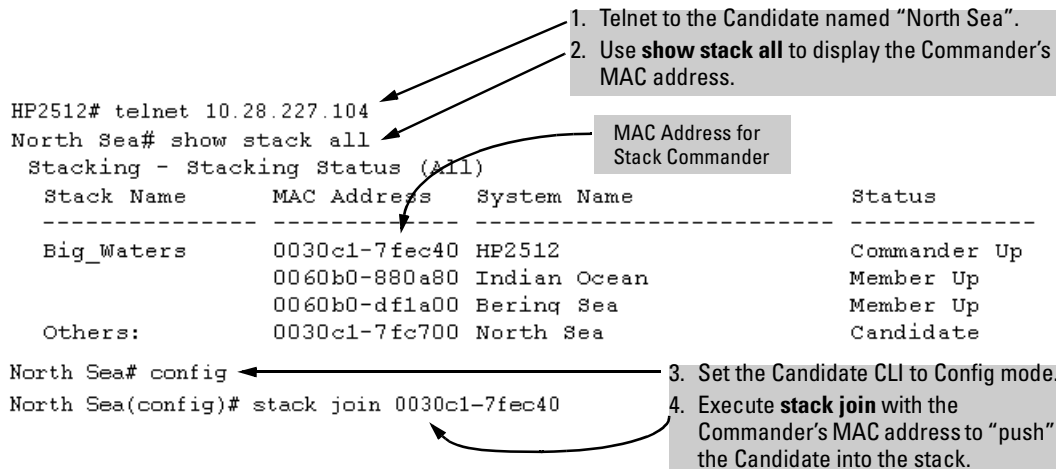 1. Telnet to the Candidate named “North Sea”.
2. Use show stack all to display the Commander’s
MAC address.
HP2512# telnet 10.28.227.104
North Sea# show stack all
MAC Address for
Stack Commander
Stacking - Stacking Status (All)
Stack Name MAC Address System Name Status
-------------- ------------- ------------------------- -------------
Big_Waters 0030c1-7fec40 HP2512 Commander Up
0060b0-880a80 Indian Ocean Member Up
0060b0-df1a00 Bering Sea Member Up
Others: 0030c1-7fc700 North Sea Candidate
North Sea# config
3. Set the Candidate CLI to Config mode.
North Sea(config)# stack join 0030c1-7fec40
4. Execute stack join with the
Commander’s MAC address to “push”
the Candidate into the stack.